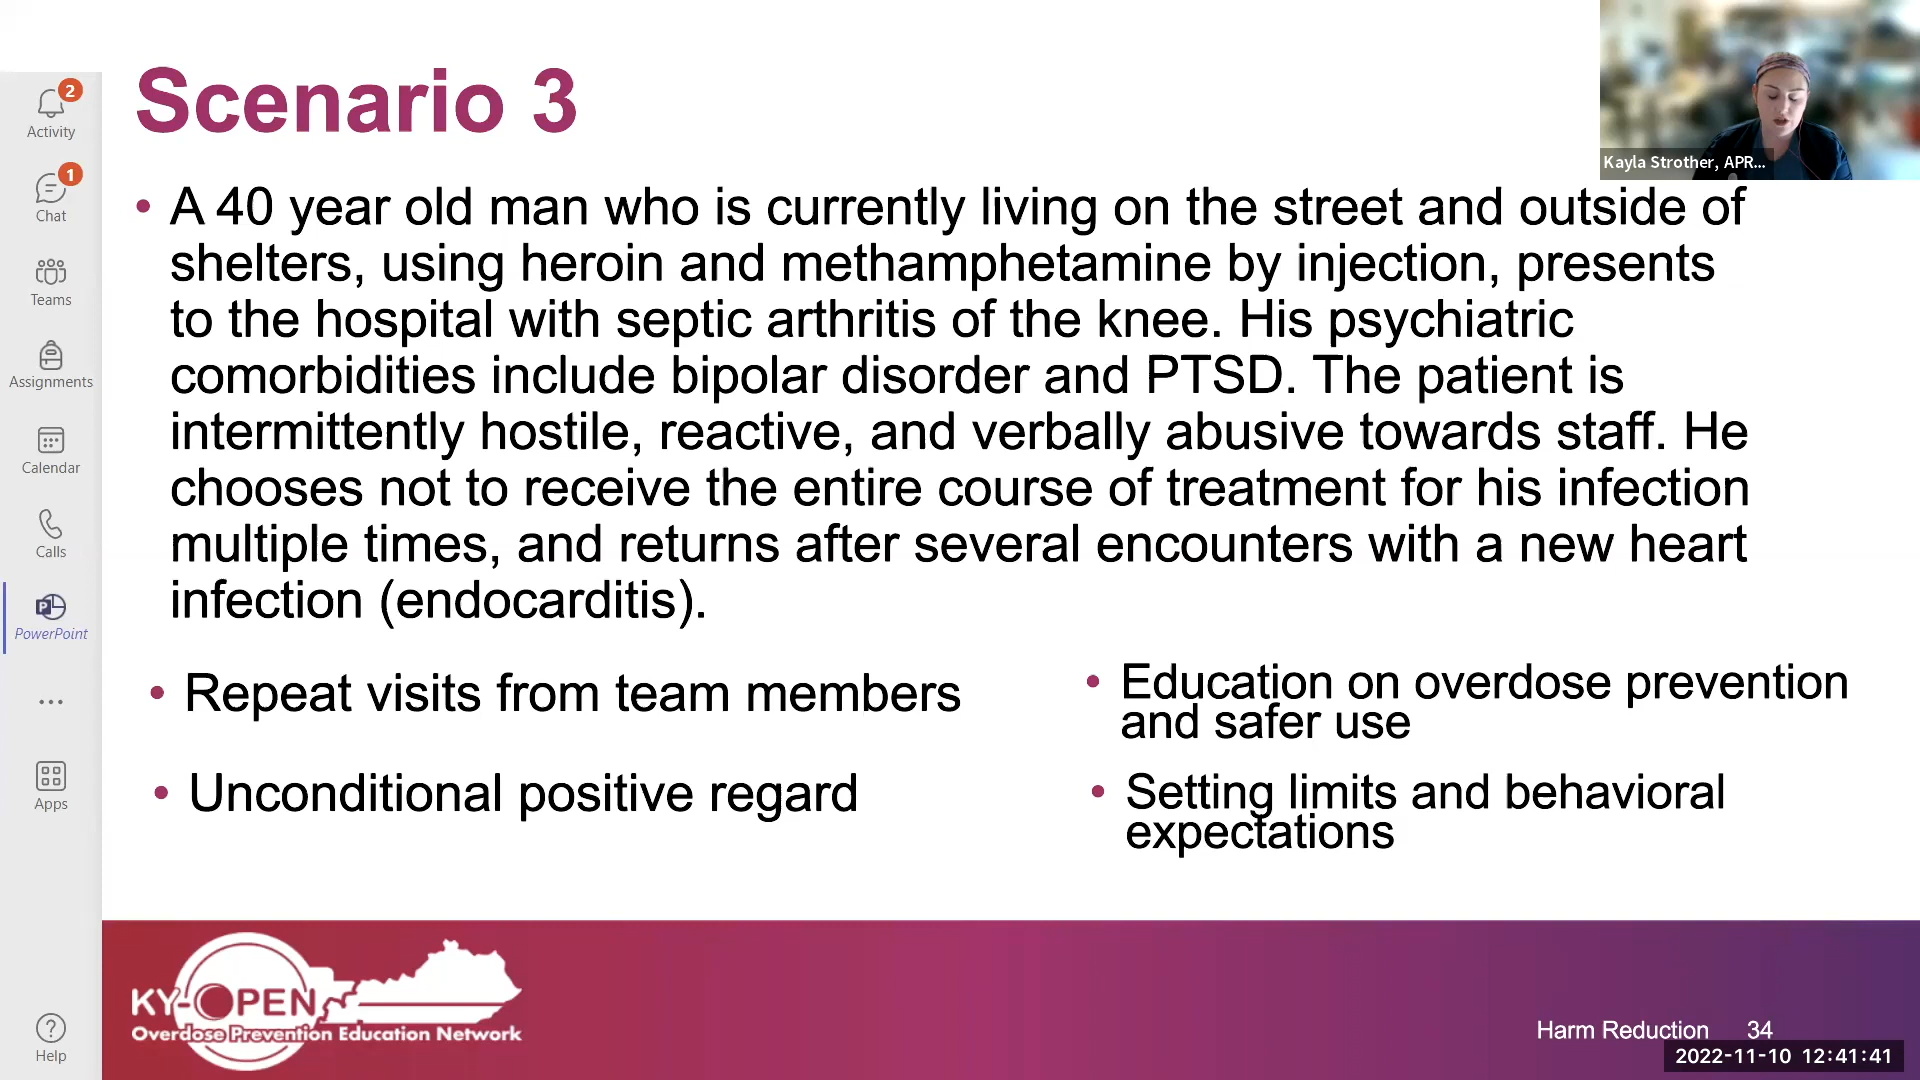 Scenario 3
Kayla Strother, APR...
2
Activity
1
Chat
Teams
Assignments
Calendar
Calls
PowerPoint
Apps
Help
• A 40 year old man who is currently living on the street and outside of
shelters, using heroin and methamphetamine by injection, presents
to the hospital with septic arthritis of the knee. His psychiatric
comorbidities include bipolar disorder and PTSD. The patient is
intermittently hostile, reactive, and verbally abusive towards staff. He
chooses not to receive the entire course of treatment for his infection
multiple times, and returns after several encounters with a new heart
infection (endocarditis).
• Repeat visits from team members
• Unconditional positive regard
• Education on overdose prevention
and safer use
• Setting limits and behavioral
expectations
KY-OPEN
Overdose Prevention Education Network
Harm Reduction 34
2022-11-10 12:41:41